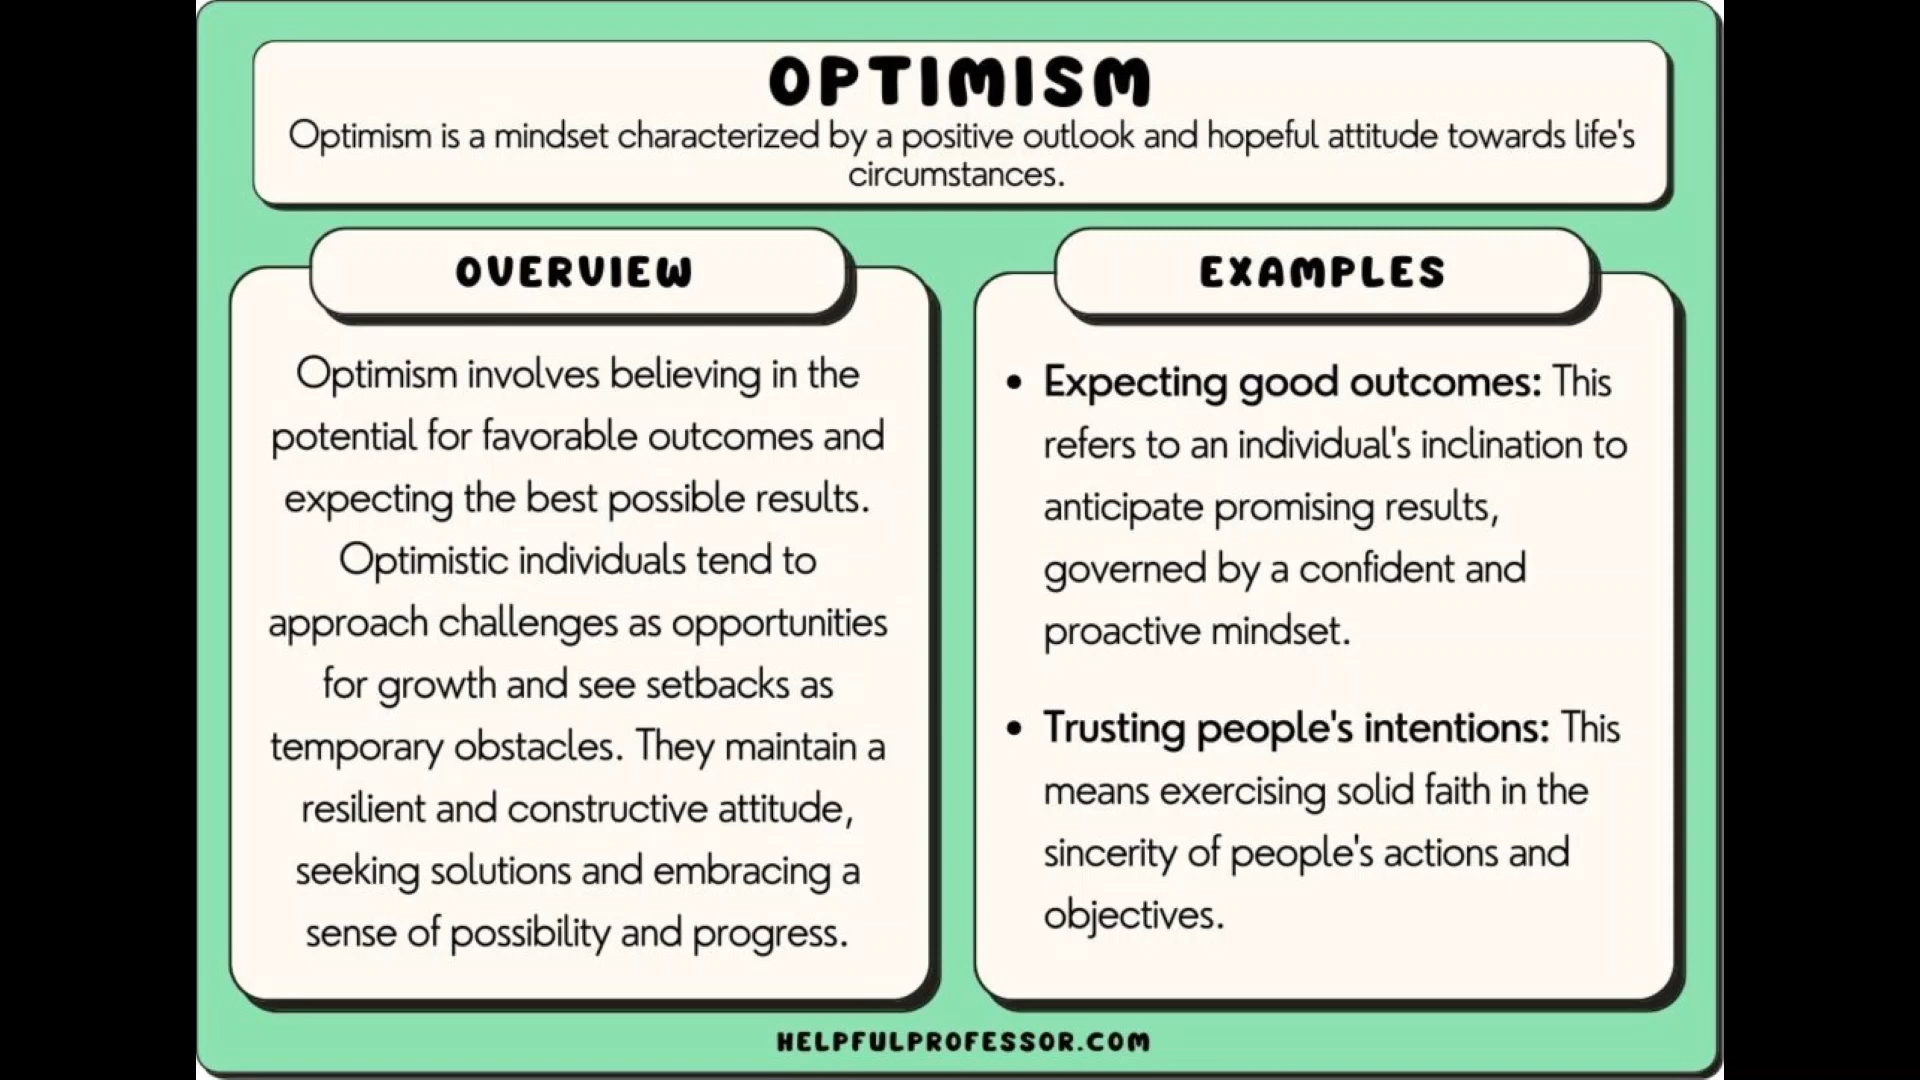 OPTIMISM
Optimism is a mindset characterized by a positive outlook and hopeful attitude towards life's
circumstances.
OVERVIEW
Optimism involves believing in the
potential for favorable outcomes and
expecting the best possible results.
Optimistic individuals tend to
approach challenges as opportunities
for growth and see setbacks as
temporary obstacles. They maintain a
resilient and constructive attitude,
seeking solutions and embracing a
sense of possibility and progress.
EXAMPLES
• Expecting good outcomes: This
refers to an individual's inclination to
anticipate promising results,
governed by a confident and
proactive mindset.
• Trusting people's intentions: This
means exercising solid faith in the
sincerity of people's actions and
objectives.
HELPFULPROFESSOR.COM